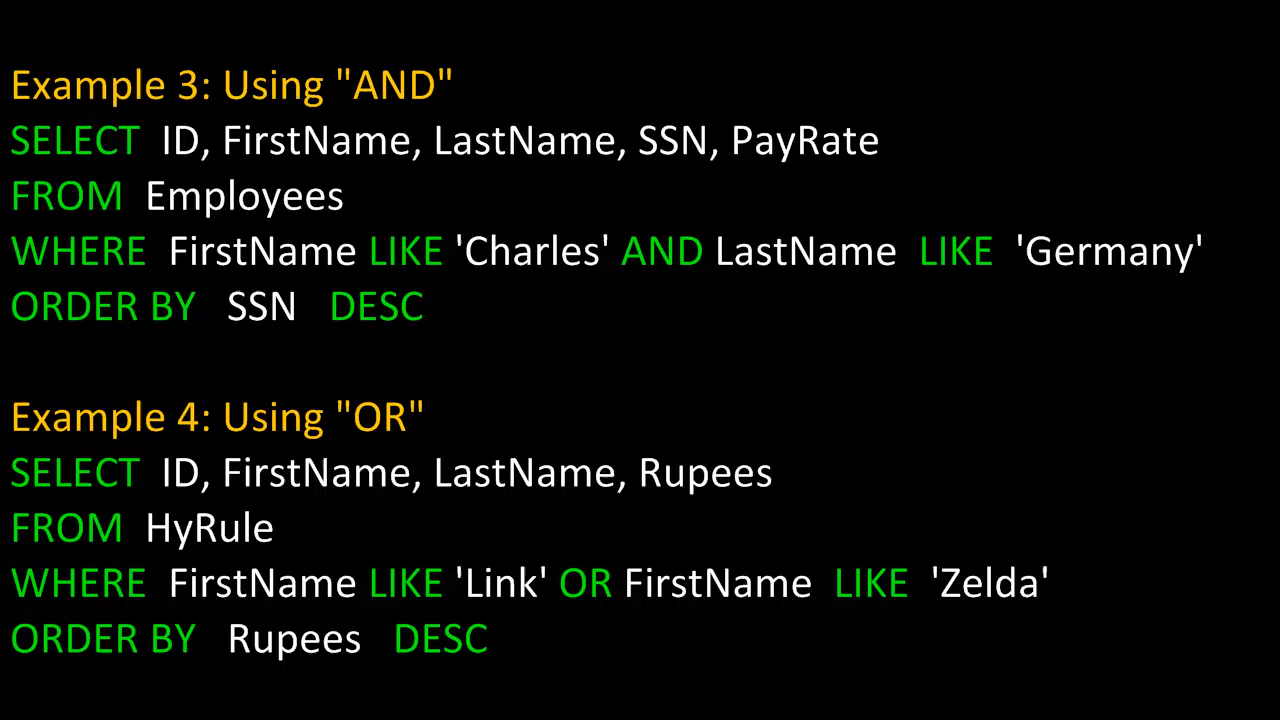 Example 3: Using "AND"
SELECT ID, FirstName, LastName, SSN, PayRate
FROM Employees
WHERE FirstName LIKE 'Charles' AND LastName LIKE 'Germany'
ORDER BY SSN DESC
Example 4: Using "OR"
SELECT ID, FirstName, LastName, Rupees
FROM HyRule
WHERE FirstName LIKE 'Link' OR FirstName LIKE 'Zelda'
ORDER BY Rupees DESC